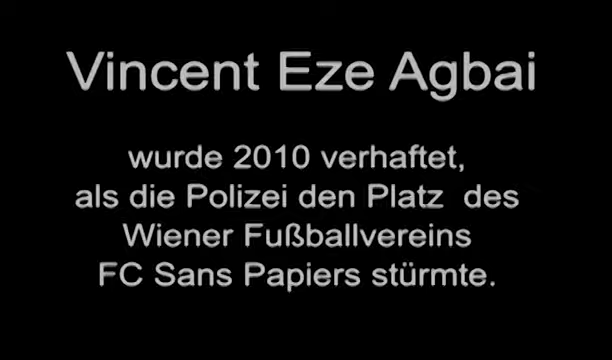 Vincent Eze Agbai
wurde 2010 verhaftet,
als die Polizei den Platz des
Wiener Fußballvereins
FC Sans Papiers stürmte.